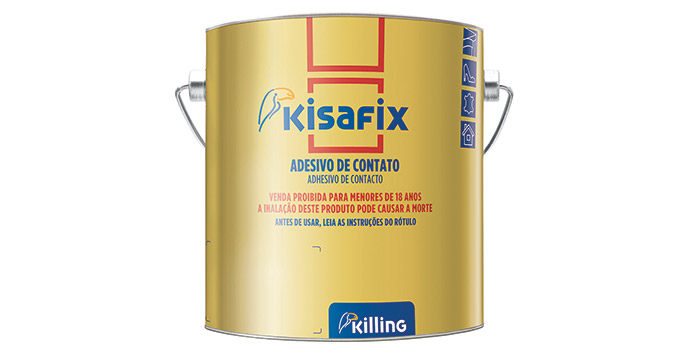 Kisafix
ADESIVO DE CONTATO
ADHESIVO DE CONTACTO
VENDA PROIBIDA PARA MENORES DE 18 ANOS
A INALAÇÃO DESTE PRODUTO PODE CAUSAR A MORTE
ANTES DE USAR, LEIA AS INSTRUÇÕES DO RÓTULO
Killing